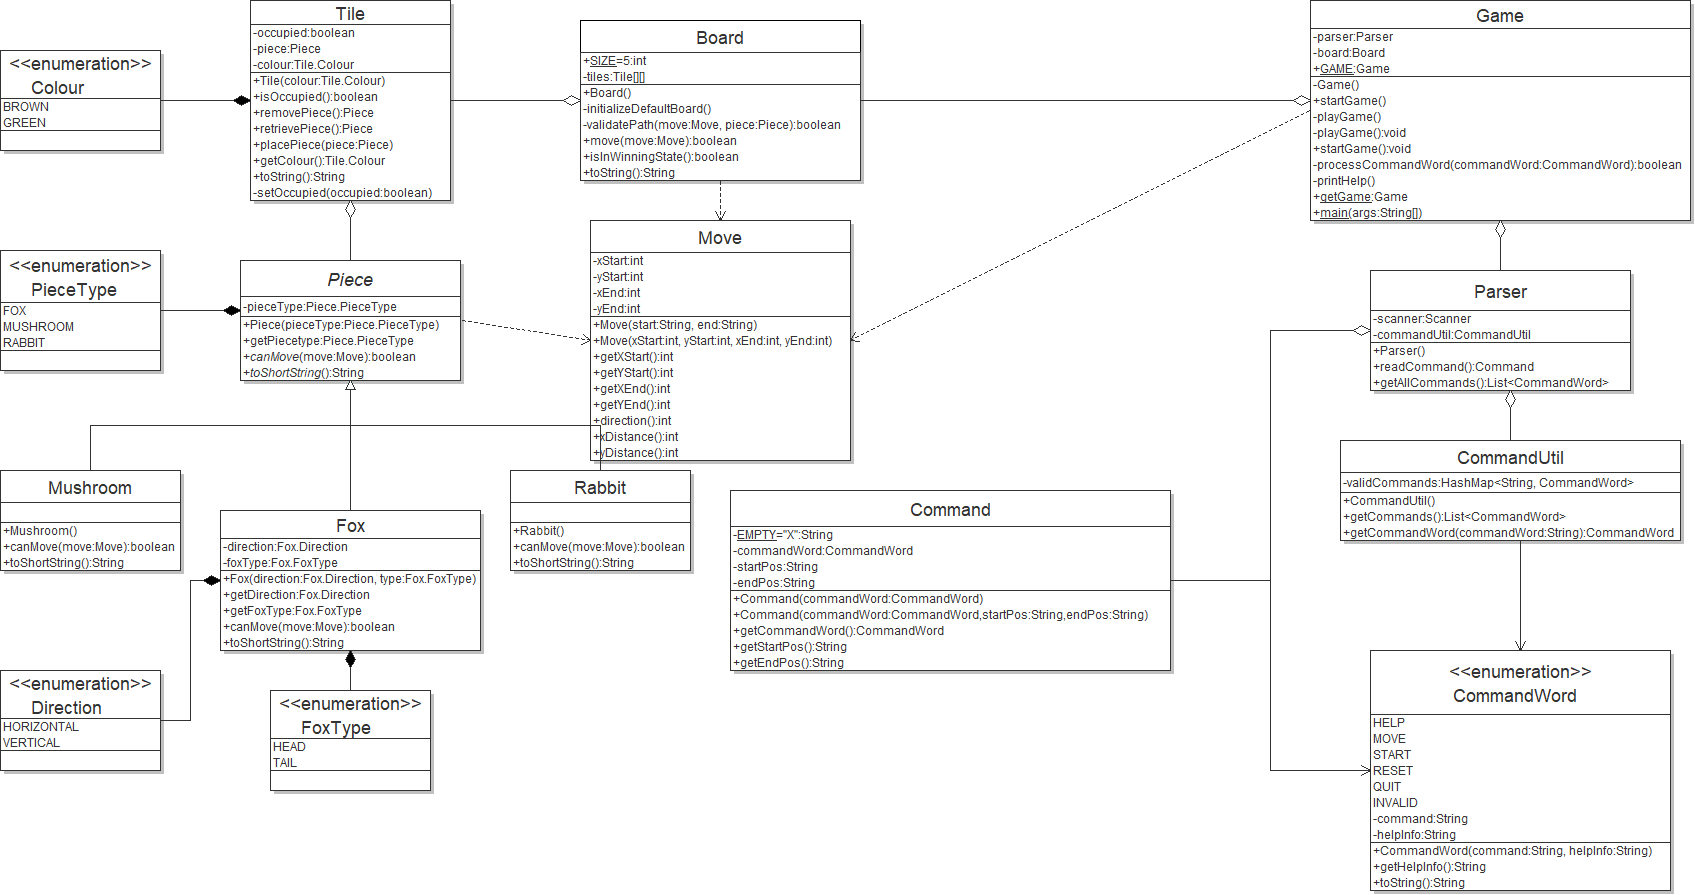 <<enumeration>>
Colour
BROWN
GREEN
Tile
-occupied:boolean
-piece:Piece
-colour:Tile.Colour
+Tile(colour:Tile.Colour)
+isOccupied():boolean
+removePiece():Piece
+retrievePiece():Piece
+placePiece(piece:Piece)
+getColour():Tile.Colour
+toString():String
-setOccupied(occupied:boolean)
Board
+SIZE=5:int
-tiles:Tile[][]
+Board()
-initializeDefaultBoard()
-validatePath(move:Move, piece:Piece):boolean
+move(move:Move):boolean
+isInWinningState():boolean
+toString():String
Game
-parser:Parser
-board:Board
+GAME:Game
-Game()
+startGame()
-playGame()
-playGame():void
+startGame():void
-processCommandWord(commandWord:CommandWord):boolean
-printHelp()
+getGame:Game
+main(args:String[])
<<enumeration>>
PieceType
FOX
MUSHROOM
RABBIT
Piece
-pieceType:Piece.PieceType
+Piece(pieceType:Piece.PieceType)
+getPiecetype:Piece.PieceType
+canMove(move:Move):boolean
+toShortString():String
Move
-xStart:int
-yStart:int
-xEnd:int
-yEnd:int
+Move(start:String, end:String)
+Move(xStart:int, yStart:int, xEnd:int, yEnd:int)
+getXStart():int
+getYStart():int
+getXEnd():int
+getYEnd():int
+direction():int
+xDistance():int
+yDistance():int
Parser
-scanner:Scanner
-commandUtil:CommandUtil
+Parser()
+readCommand():Command
+getAllCommands():List<CommandWord>
CommandUtil
-validCommands:HashMap<String, CommandWord>
+CommandUtil()
+getCommands():List<CommandWord>
+getCommandWord(commandWord:String):CommandWord
Mushroom
+Mushroom()
+canMove(move:Move):boolean
+toShortString():String
Fox
-direction:Fox.Direction
-foxType:Fox.FoxType
+Fox(direction:Fox.Direction, type:Fox.FoxType)
+getDirection:Fox.Direction
+getFoxType:Fox.FoxType
+canMove(move:Move):boolean
+toShortString():String
Rabbit
+Rabbit()
+canMove(move:Move):boolean
+toShortString():String
Command
-EMPTY="X":String
-commandWord:CommandWord
-startPos:String
-endPos:String
+Command(commandWord:CommandWord)
+Command(commandWord:CommandWord,startPos:String,endPos:String)
+getCommandWord():CommandWord
+getStartPos():String
+getEndPos():String
<<enumeration>>
Direction
HORIZONTAL
VERTICAL
<<enumeration>>
FoxType
HEAD
TAIL
<<enumeration>>
CommandWord
HELP
MOVE
START
RESET
QUIT
INVALID
-command:String
-helpInfo:String
+CommandWord(command:String, helpInfo:String)
+getHelpInfo():String
+toString():String